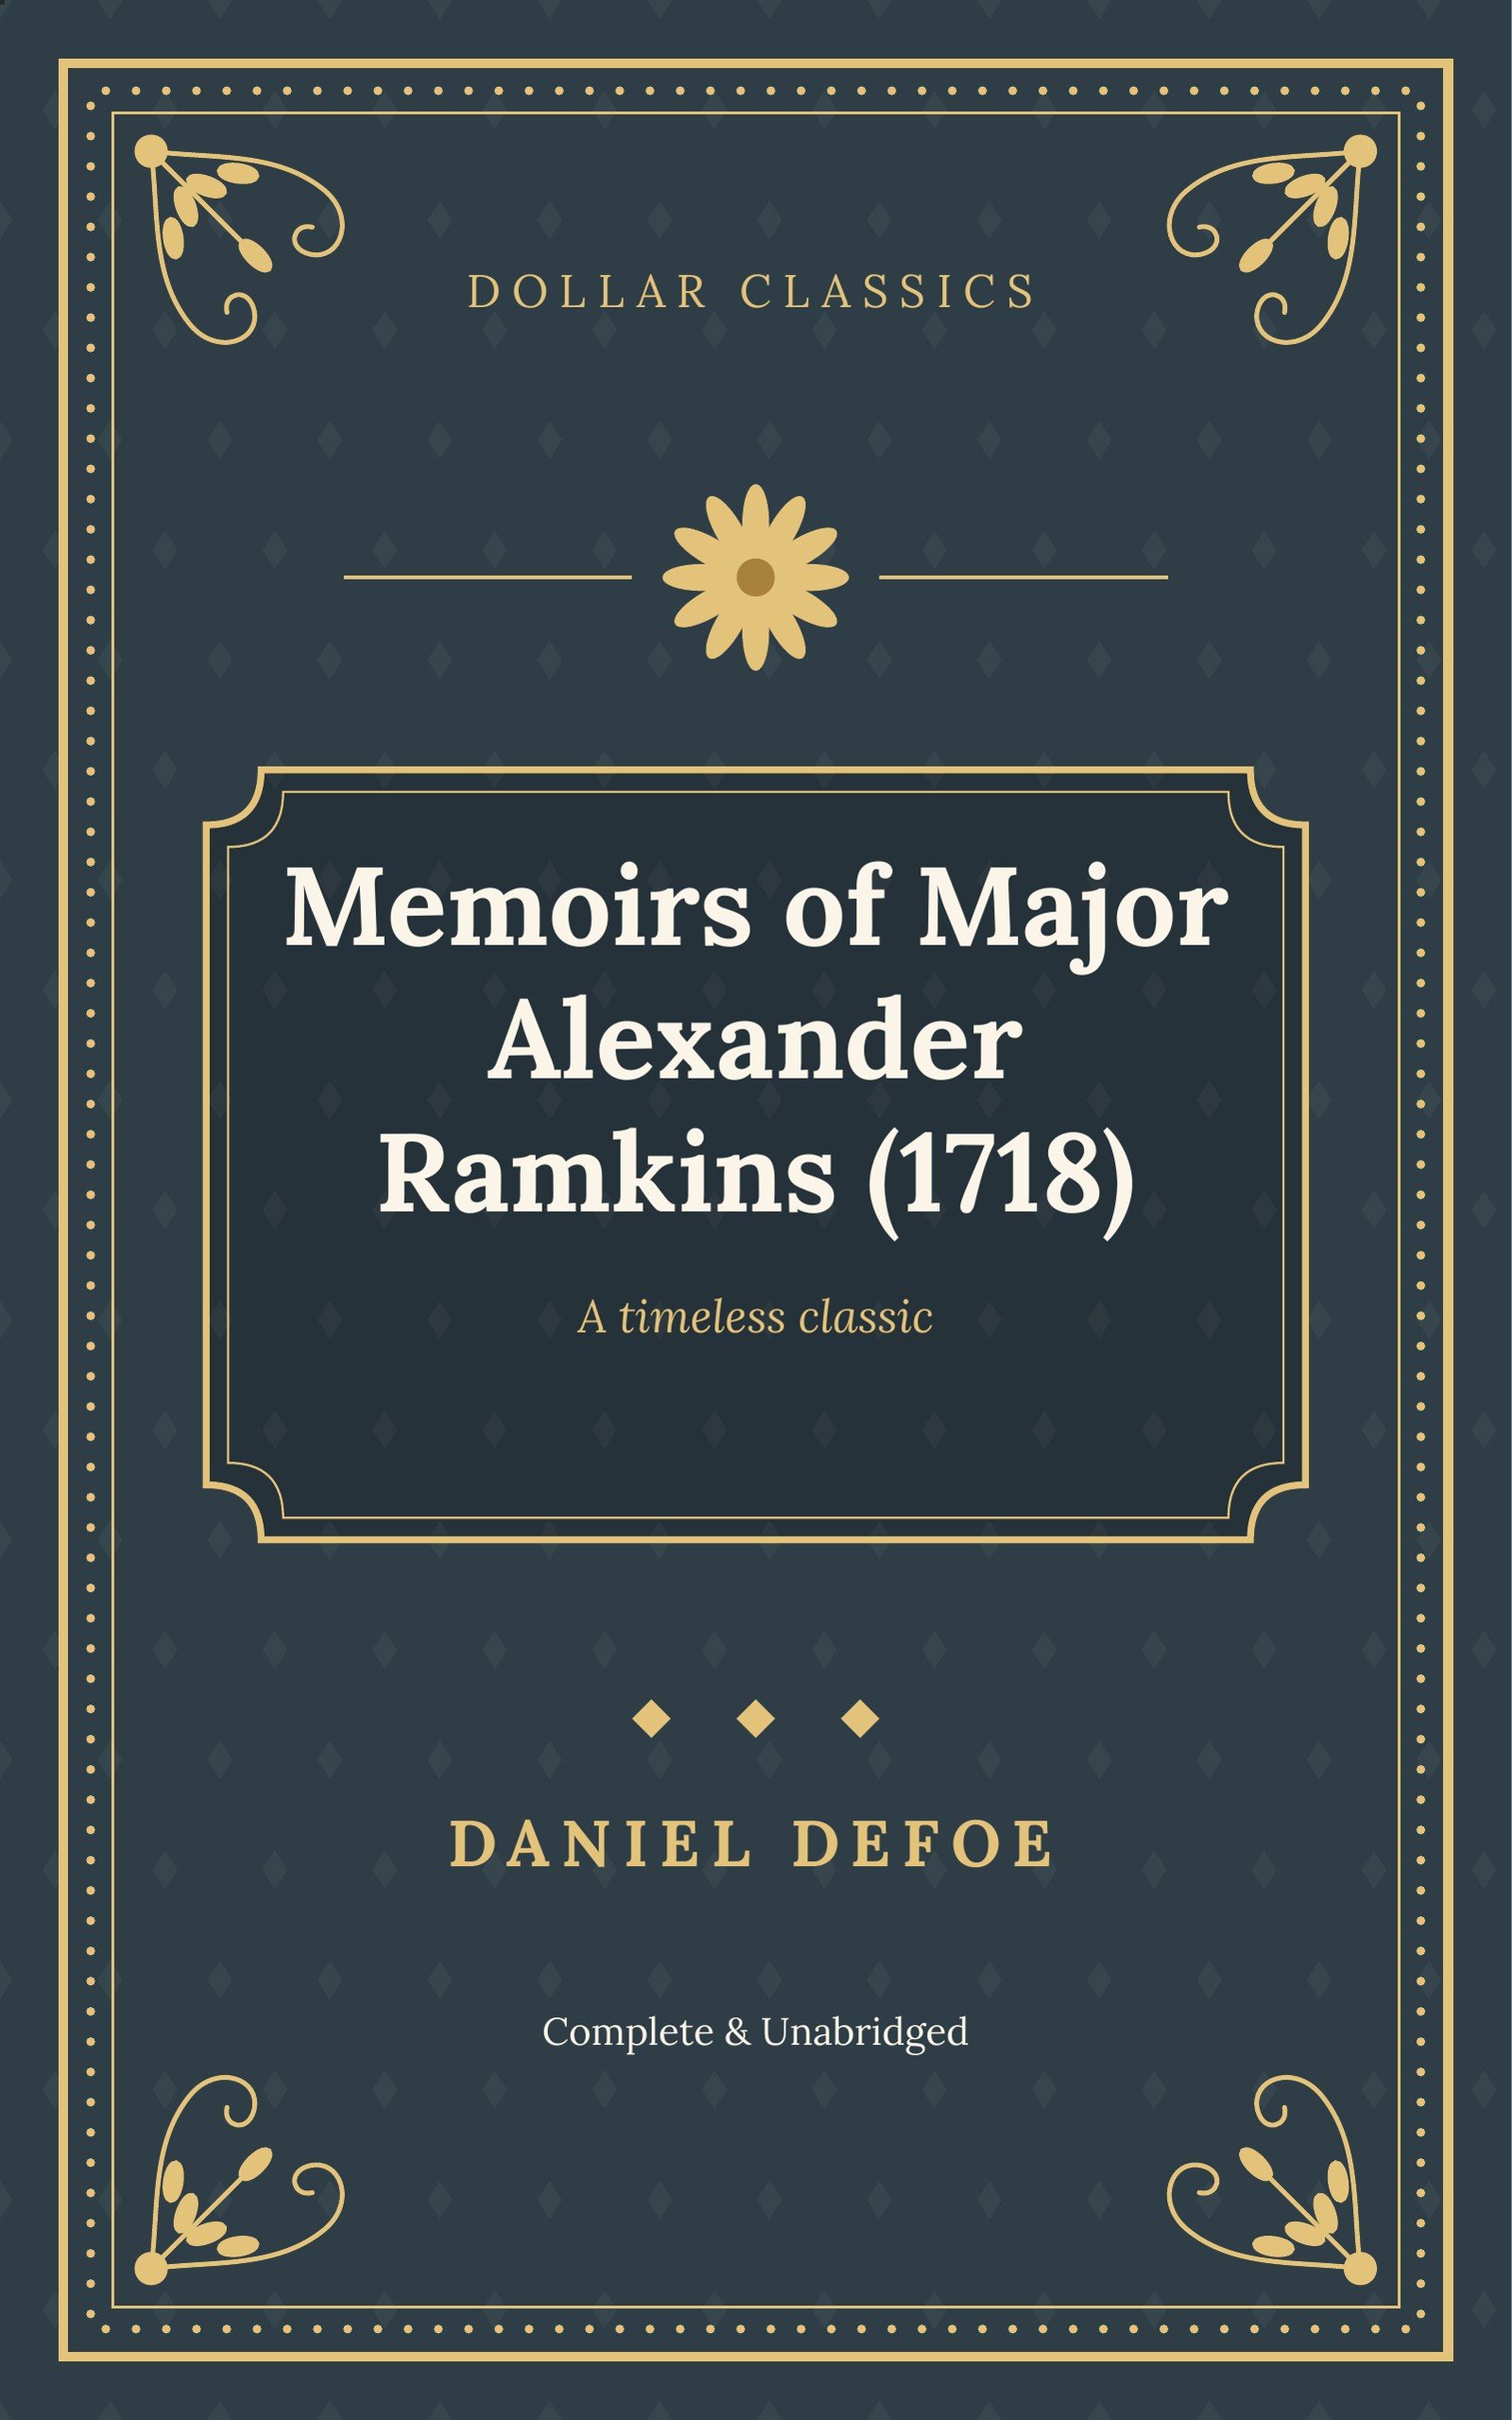 DOLLAR CLASSICS
Memoirs of Major
Alexander
Ramkins (1718)
A timeless classic
DANIEL DEFOE
Complete & Unabridged